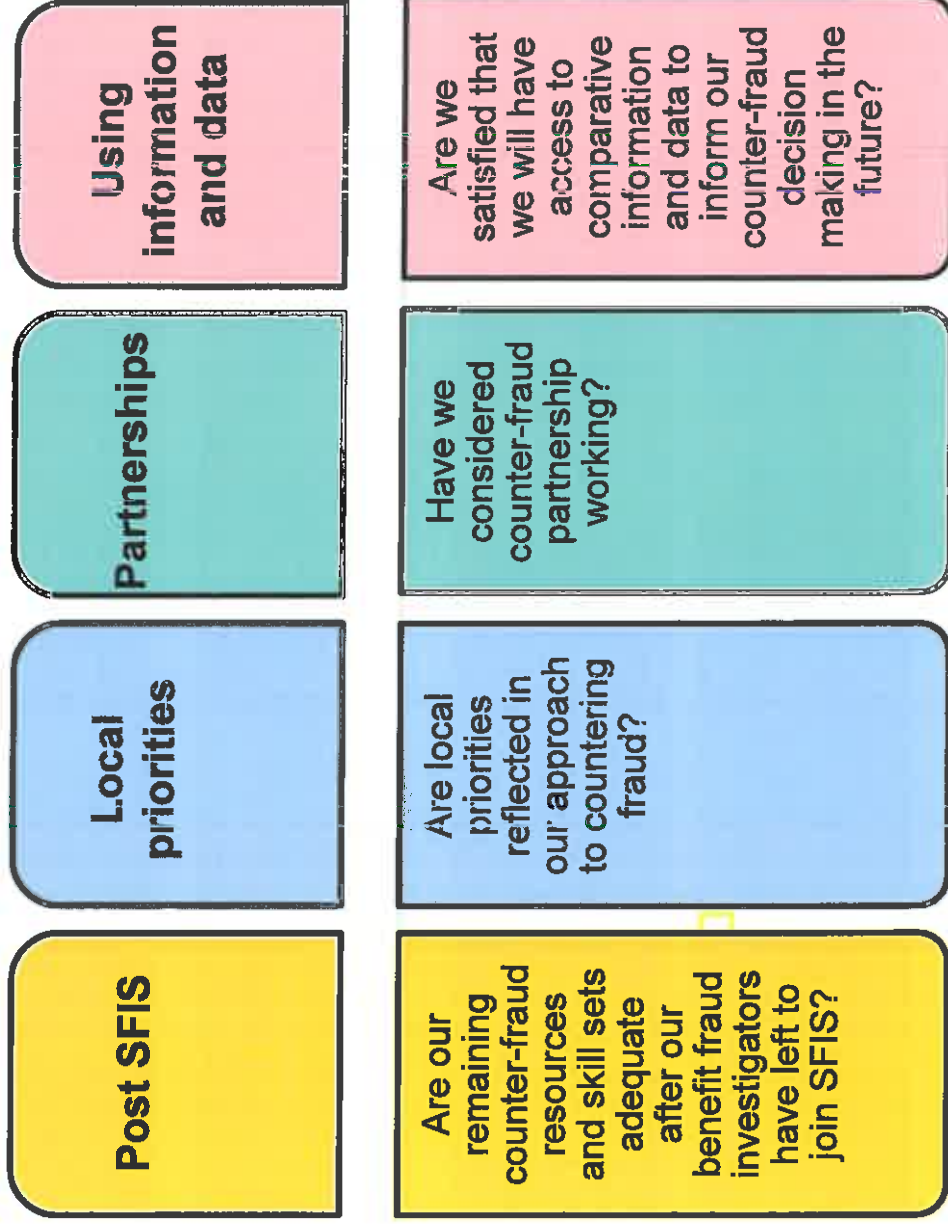 Post SFIS
Are our
remaining
counter-fraud
resources
and skill sets
adequate
after our
benefit fraud
investigators
have left to
join SFIS?
Local
priorities
Are local
priorities
reflected in
our approach
to countering
fraud?
Partnerships
Have we
considered
counter-fraud
partnership
working?
Using
information
and data
Are we
satisfied that
we will have
access to
comparative
information
and data to
inform our
counter-fraud
decision
making in the
future?